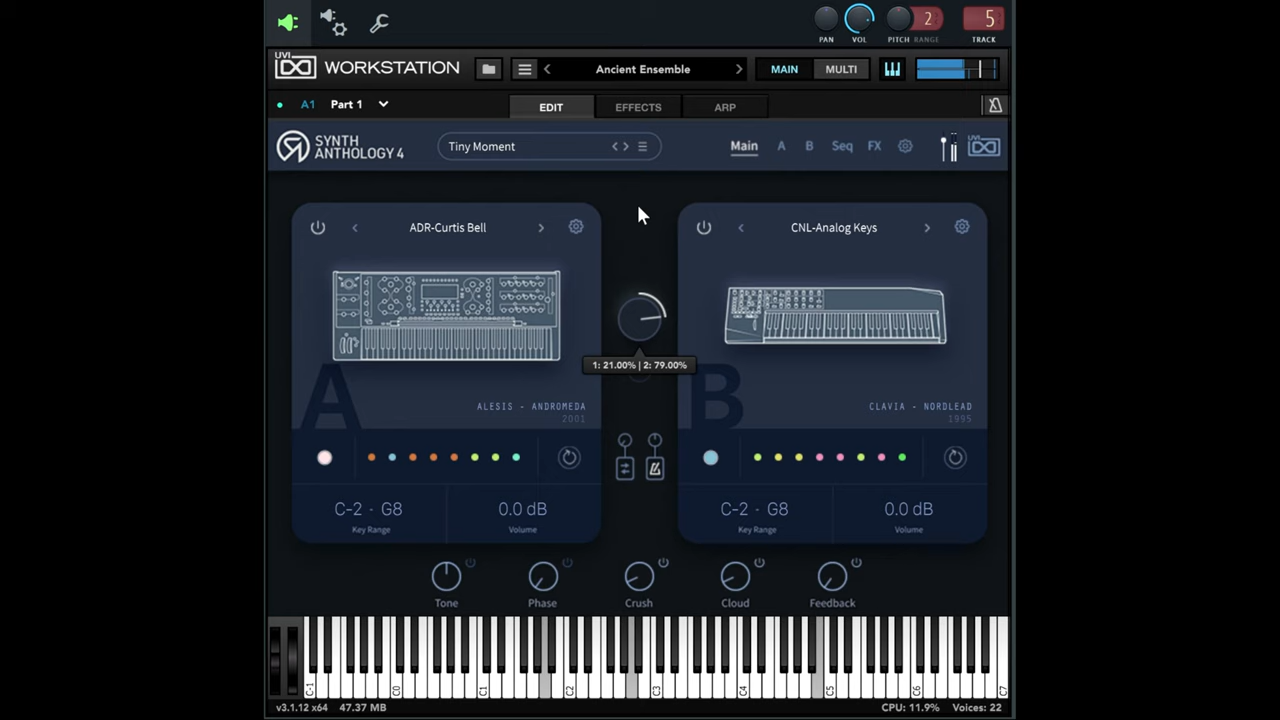 2
5
PAN
VOL
PITCH RANGE
TRACK
UVI WORKSTATION
Ancient Ensemble
MAIN
MULTI
A1 Part 1
EDIT
EFFECTS
ARP
SYNTH
ANTHOLOGY 4
Tiny Moment
Main A B Seq FX
UVI
ADR-Curtis Bell
CNL-Analog Keys
1: 21.00% | 2: 79.00%
A
B
ALESIS - ANDROMEDA
2001
CLAVIA - NORDLEAD
1995
C-2 - G8
Key Range
0.0 dB
Volume
C-2 - G8
Key Range
0.0 dB
Volume
Tone
Phase
Crush
Cloud
Feedback
C-1 C0 C1 C2 C3 C4 C5 C6 C7
v3.1.12 x64
47.37 MB
CPU: 11.9%
Voices: 22